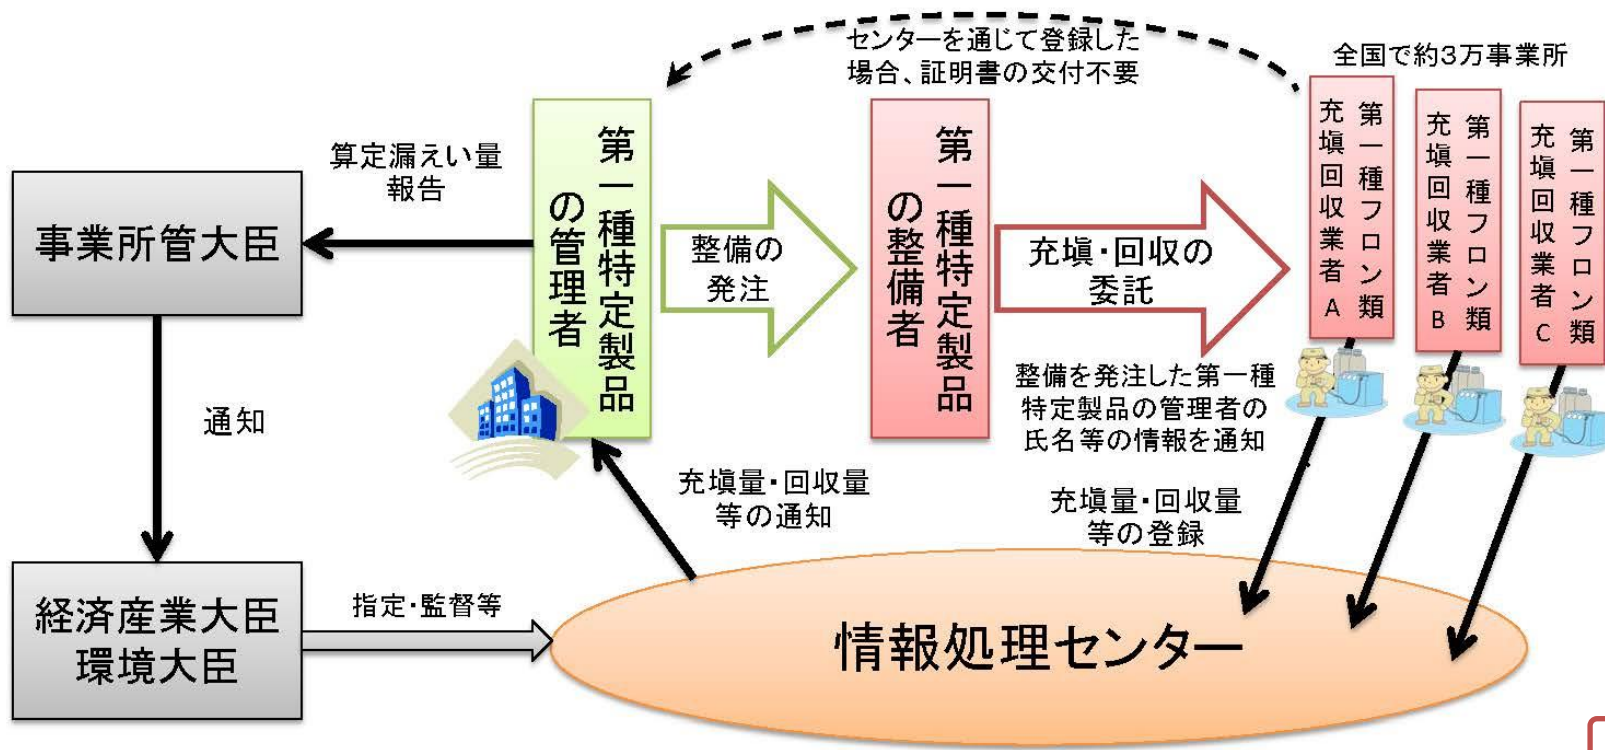 センターを通じて登録した
場合、証明書の交付不要
全国で約3万事業所
算定漏えい量
報告
事業所管大臣
第一種特定製品
の管理者
整備の
発注
第一種特定製品
の整備者
充塡・回収の
委託
第一種フロン類
充塡回収業者A
第一種フロン類
充塡回収業者B
第一種フロン類
充塡回収業者C
整備を発注した第一種
特定製品の管理者の
氏名等の情報を通知
通知
充塡量・回収量
等の通知
充塡量・回収量
等の登録
経済産業大臣
環境大臣
指定・監督等
情報処理センター